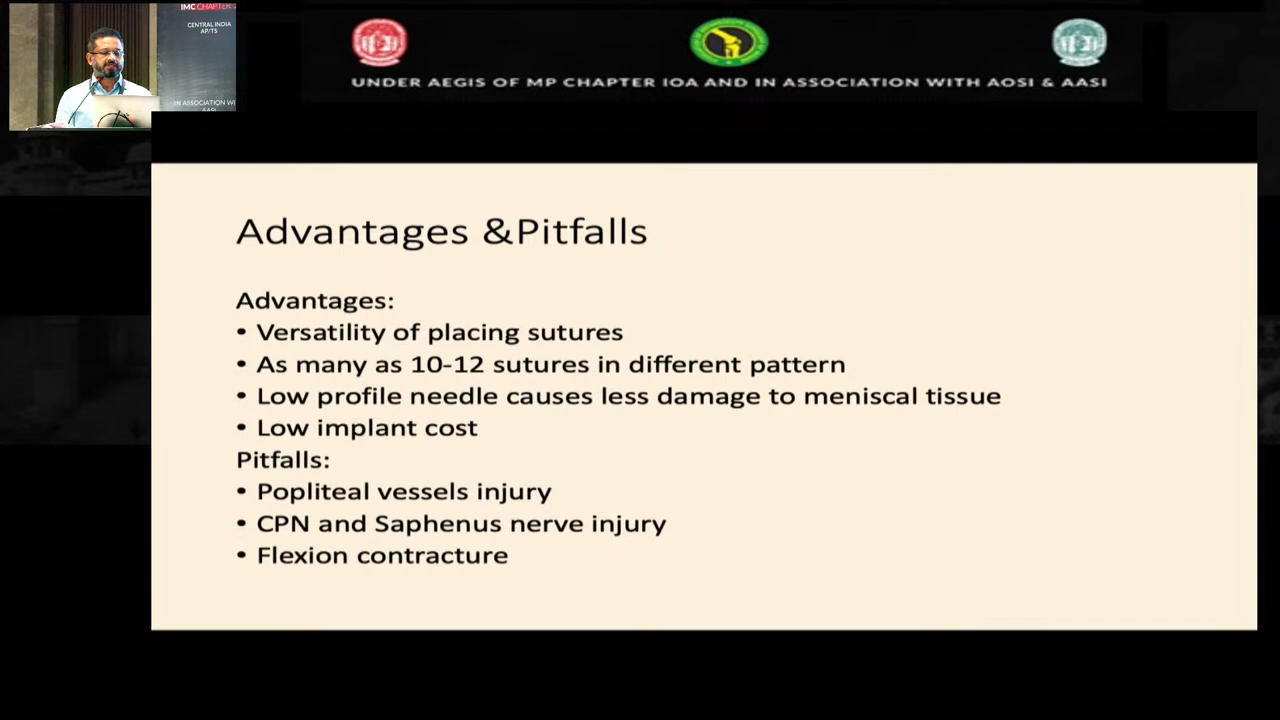 IMC CHAPTER
CENTRAL INDIA
AP/TS
IN ASSOCIATION WI
AASI
UNDER AEGIS OF MP CHAPTER IOA AND IN ASSOCIATION WITH AOSI & AASI
Advantages &Pitfalls
Advantages:
• Versatility of placing sutures
• As many as 10-12 sutures in different pattern
• Low profile needle causes less damage to meniscal tissue
• Low implant cost
Pitfalls:
• Popliteal vessels injury
• CPN and Saphenus nerve injury
• Flexion contracture